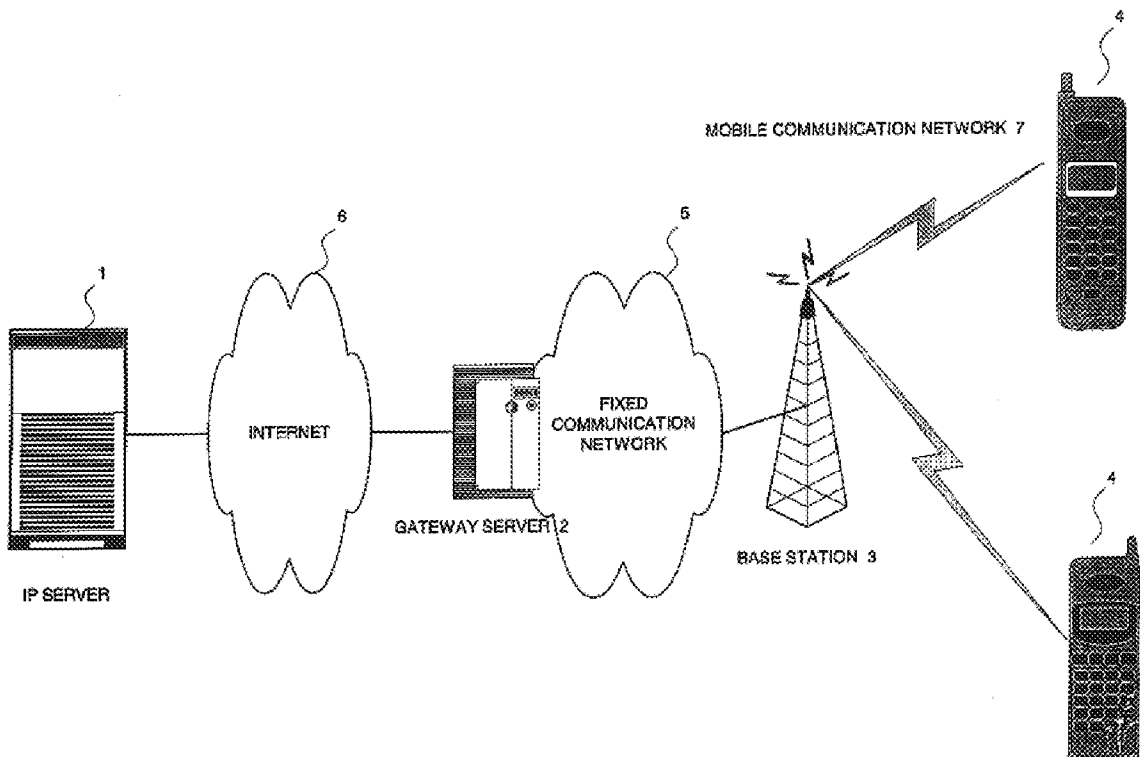 4
MOBILE COMMUNICATION NETWORK 7
6
5
1
INTERNET
FIXED
COMMUNICATION
NETWORK
GATEWAY SERVER 2
BASE STATION 3
4
IP SERVER